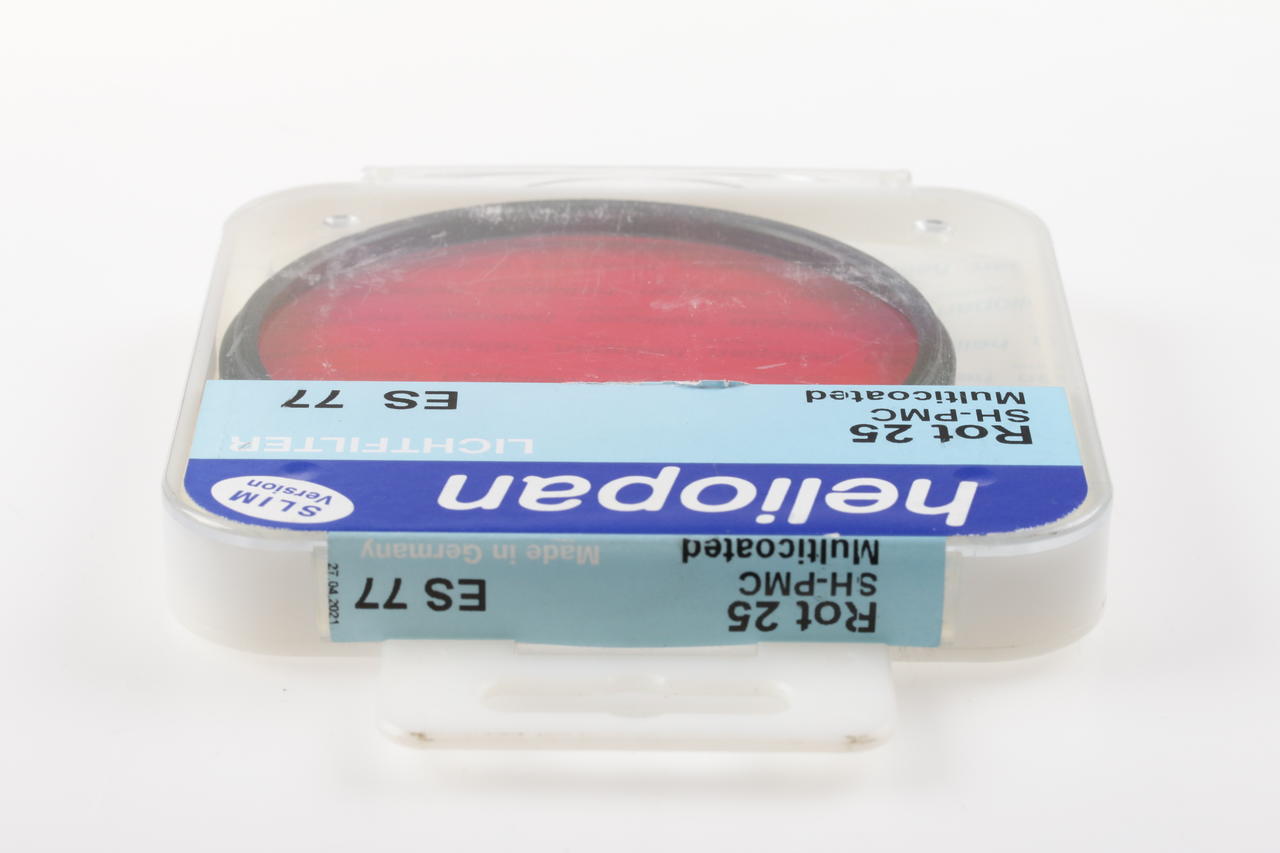 heliopan
SLIM
Version
LICHTFILTER
Rot 25
SH-PMC
Multicoated
ES 77
Rot 25
SH-PMC
Multicoated
ES 77
Made in Germany
27.04.2021